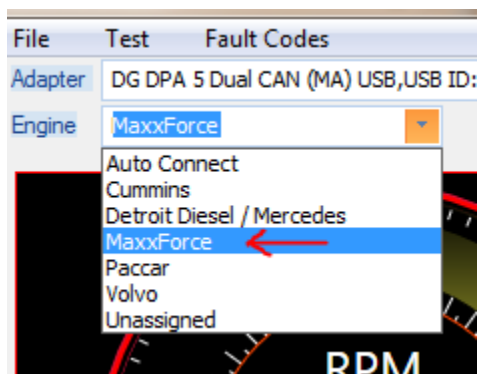 File Test Fault Codes
Adapter DG DPA 5 Dual CAN (MA) USB,USB ID:
Engine MaxxForce
Auto Connect
Cummins
Detroit Diesel / Mercedes
MaxxForce
Paccar
Volvo
Unassigned
RPM